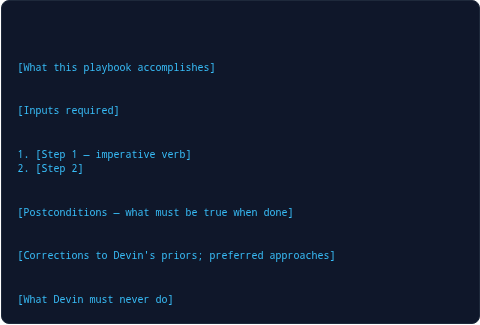 [What this playbook accomplishes]
[Inputs required]
1. [Step 1 — imperative verb]
2. [Step 2]
[Postconditions — what must be true when done]
[Corrections to Devin's priors; preferred approaches]
[What Devin must never do]